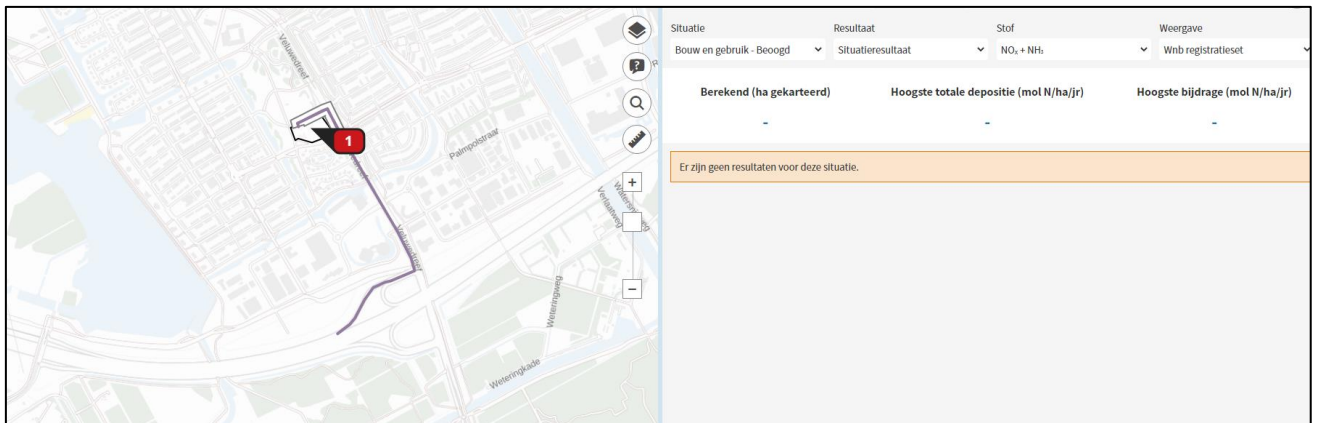 Veluwedreef
Palmpolstraat
1
Veluwedreef
Weteringweg
Weteringkade
?
+
−
Situatie Resultaat Stof Weergave
Bouw en gebruik - Beoogd Situatieresultaat NOₓ + NH₃ Wnb registratieset
Berekend (ha gekarteerd) Hoogste totale depositie (mol N/ha/jr) Hoogste bijdrage (mol N/ha/jr)
- - -
Er zijn geen resultaten voor deze situatie.